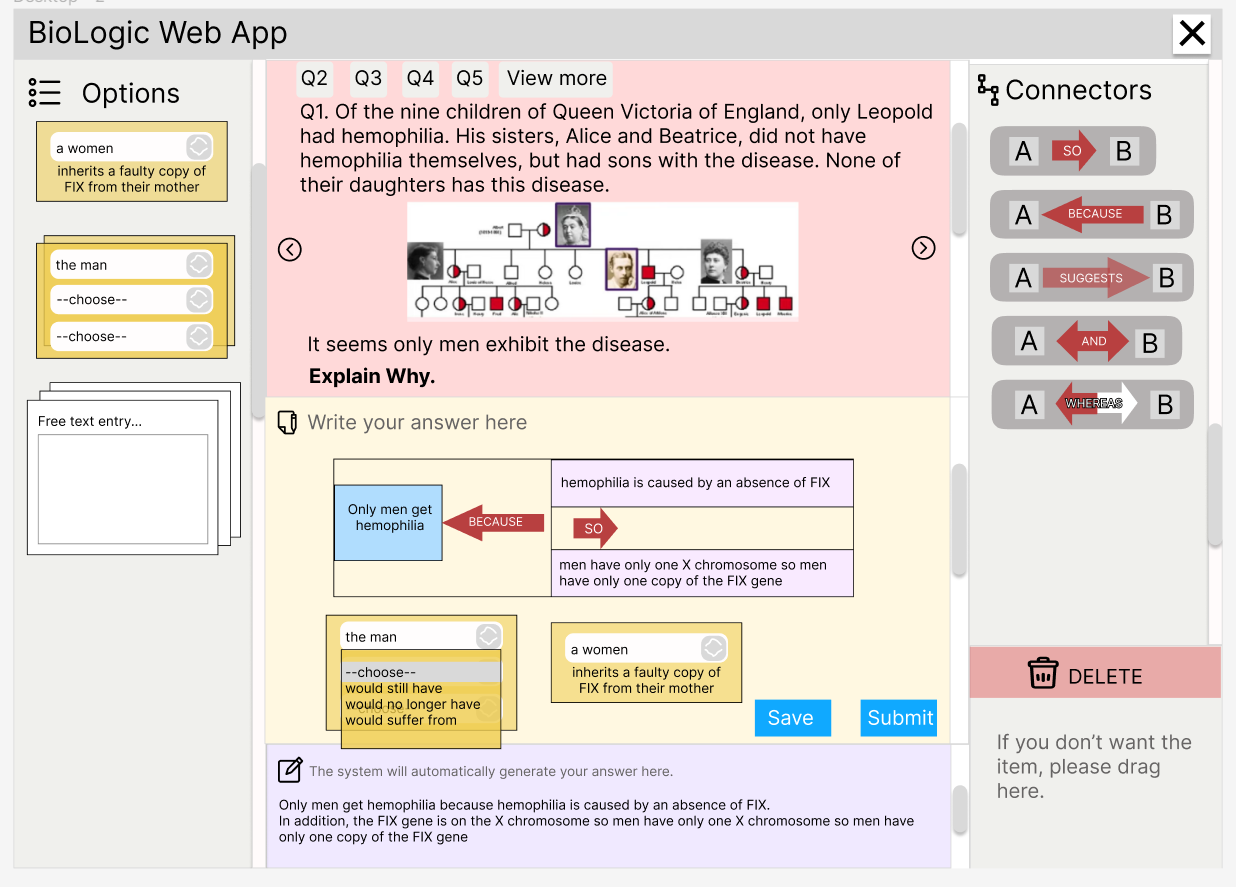 Desktop - 2
BioLogic Web App
Options
a women
inherits a faulty copy of
FIX from their mother
the man
--choose--
--choose--
Free text entry...
Q2 Q3 Q4 Q5 View more
Q1. Of the nine children of Queen Victoria of England, only Leopold
had hemophilia. His sisters, Alice and Beatrice, did not have
hemophilia themselves, but had sons with the disease. None of
their daughters has this disease.
It seems only men exhibit the disease.
Explain Why.
Write your answer here
Only men get
hemophilia
BECAUSE
hemophilia is caused by an absence of FIX
SO
men have only one X chromosome so men
have only one copy of the FIX gene
the man
--choose--
would still have
would no longer have
would suffer from
a women
inherits a faulty copy of
FIX from their mother
Save
Submit
The system will automatically generate your answer here.
Only men get hemophilia because hemophilia is caused by an absence of FIX.
In addition, the FIX gene is on the X chromosome so men have only one X chromosome so men have
only one copy of the FIX gene
Connectors
A SO B
A BECAUSE B
A SUGGESTS B
A AND B
A WHEREAS B
DELETE
If you don't want the
item, please drag
here.